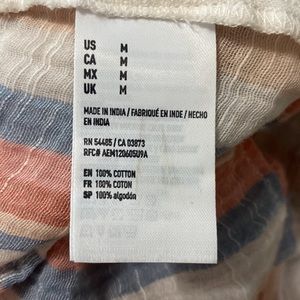 US M
CA M
MX M
UK M
MADE IN INDIA / FABRIQUÉ EN INDE / HECHO
EN INDIA
RN 54485 / CA 03873
RFC# AEM120605U9A
EN 100% COTTON
FR 100% COTON
SP 100% algodón